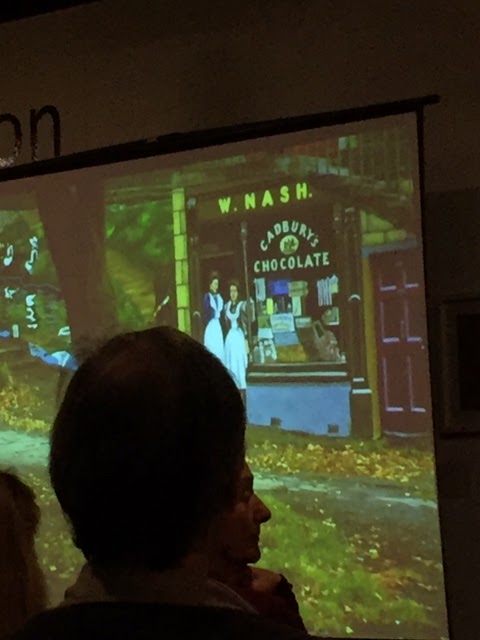 on
W. NASH.
CADBURY'S
CHOCOLATE